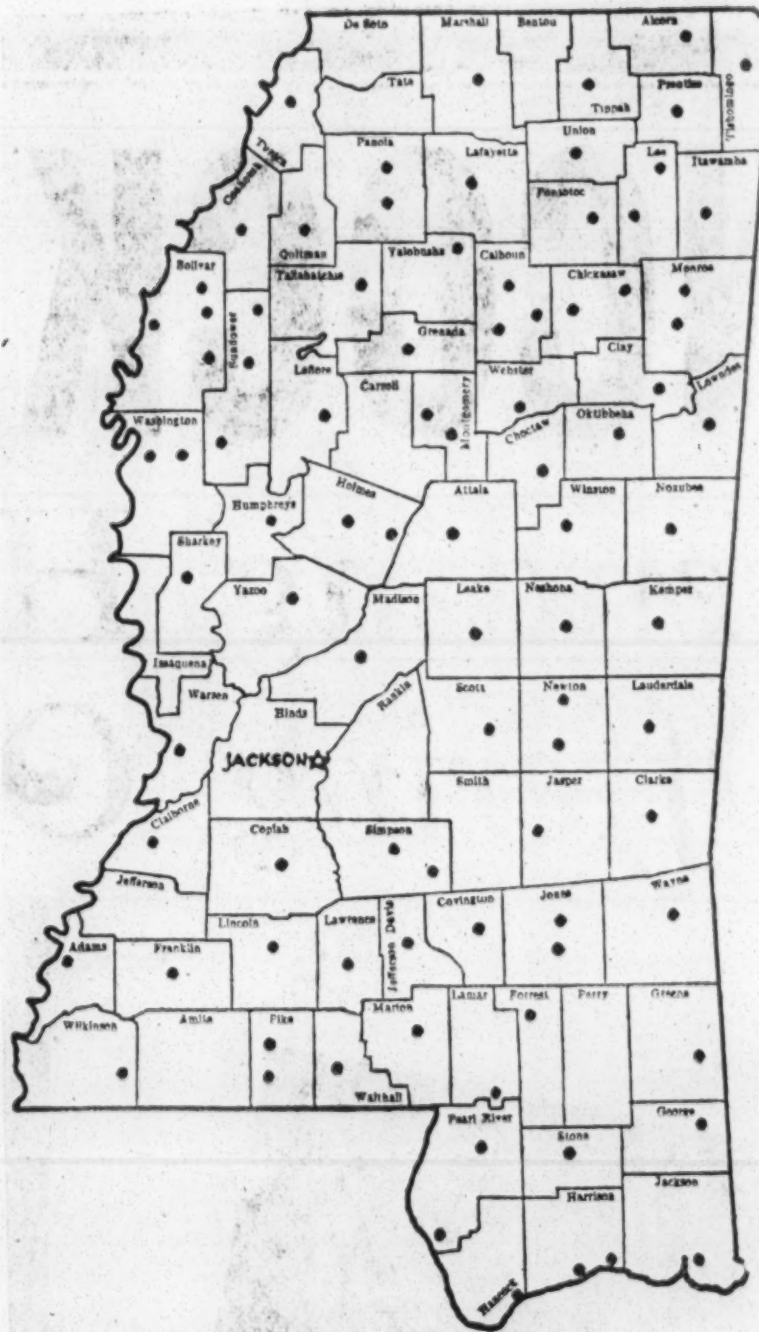 De Soto
Marshall
Benton
Alcorn
Tate
Tippah
Prentiss
Tishomingo
Tunica
Panola
Lafayette
Union
Lee
Itawamba
Coahoma
Pontotoc
Quitman
Bolivar
Tallahatchie
Yalobusha
Calhoun
Chickasaw
Monroe
Sunflower
Grenada
Clay
Leflore
Carroll
Montgomery
Webster
Lowndes
Washington
Choctaw
Oktibbeha
Humphreys
Holmes
Attala
Winston
Noxubee
Sharkey
Yazoo
Madison
Leake
Neshoba
Kemper
Issaquena
Warren
Hinds
Rankin
Scott
Newton
Lauderdale
JACKSON
Smith
Jasper
Clarke
Claiborne
Copiah
Simpson
Jefferson
Lincoln
Lawrence
Jefferson Davis
Covington
Jones
Wayne
Adams
Franklin
Wilkinson
Amite
Pike
Walthall
Marion
Lamar
Forrest
Perry
Greene
Pearl River
Stone
George
Harrison
Jackson
Hancock